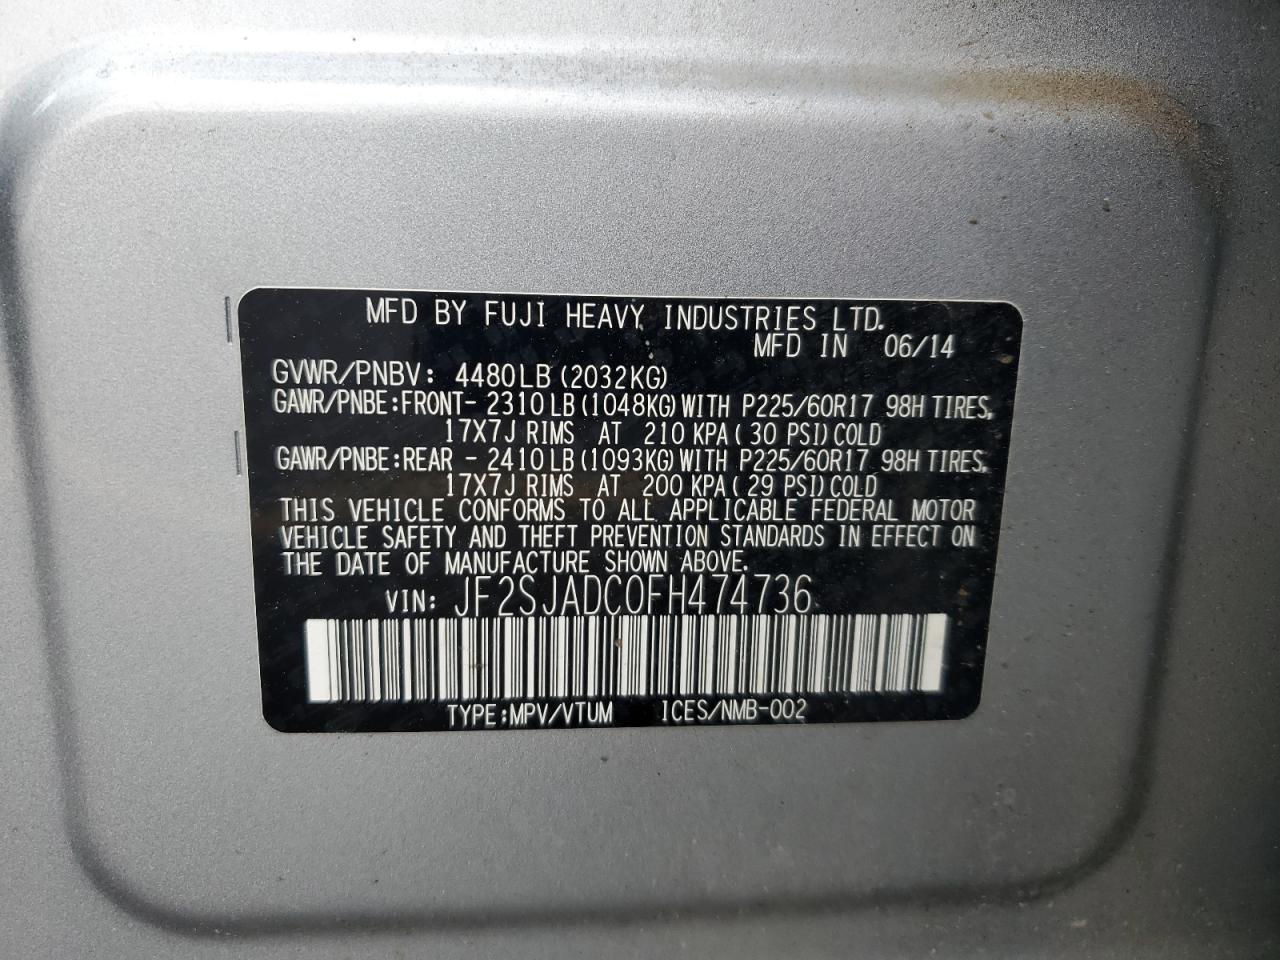 MFD BY FUJI HEAVY INDUSTRIES LTD.
MFD IN 06/14
GVWR/PNBV: 4480LB (2032KG)
GAWR/PNBE:FRONT- 2310LB (1048KG) WITH P225/60R17 98H TIRES,
17X7J RIMS AT 210 KPA ( 30 PSI) COLD
GAWR/PNBE:REAR - 2410LB (1093KG) WITH P225/60R17 98H TIRES,
17X7J RIMS AT 200 KPA ( 29 PSI) COLD
THIS VEHICLE CONFORMS TO ALL APPLICABLE FEDERAL MOTOR
VEHICLE SAFETY AND THEFT PREVENTION STANDARDS IN EFFECT ON
THE DATE OF MANUFACTURE SHOWN ABOVE.
VIN: JF2SJADC0FH474736
TYPE:MPV/VTUM ICES/NMB-002